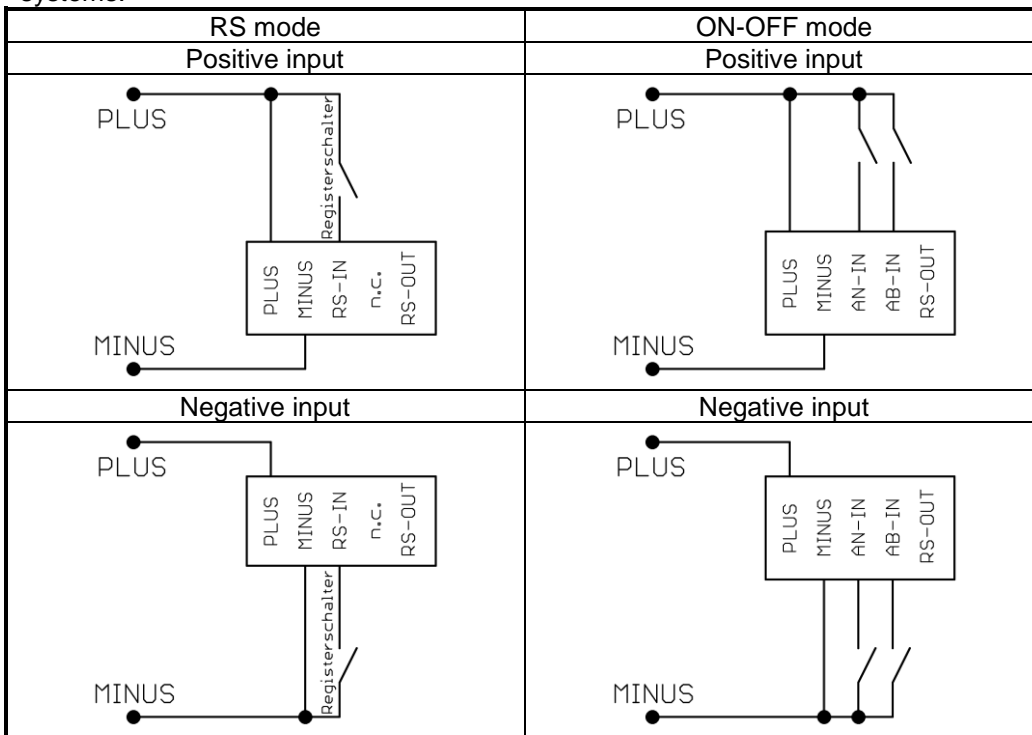 systems.
RS mode
ON-OFF mode
Positive input
Positive input
PLUS
Registerschalter
PLUS
MINUS
RS-IN
n.c.
RS-OUT
MINUS
PLUS
PLUS
MINUS
AN-IN
AB-IN
RS-OUT
MINUS
Negative input
Negative input
PLUS
PLUS
MINUS
RS-IN
n.c.
RS-OUT
Registerschalter
MINUS
PLUS
PLUS
MINUS
AN-IN
AB-IN
RS-OUT
MINUS